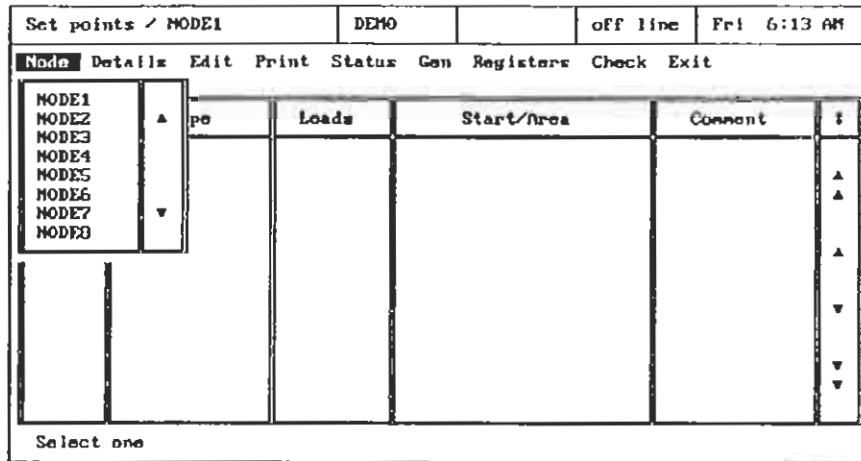 Set points / NODE1 DEMO off line Fri 6:13 AM
Node Details Edit Print Status Gen Registers Check Exit
NODE1
NODE2
NODE3
NODE4
NODE5
NODE6
NODE7
NODE8
pe Loads Start/Area Comment
Select one